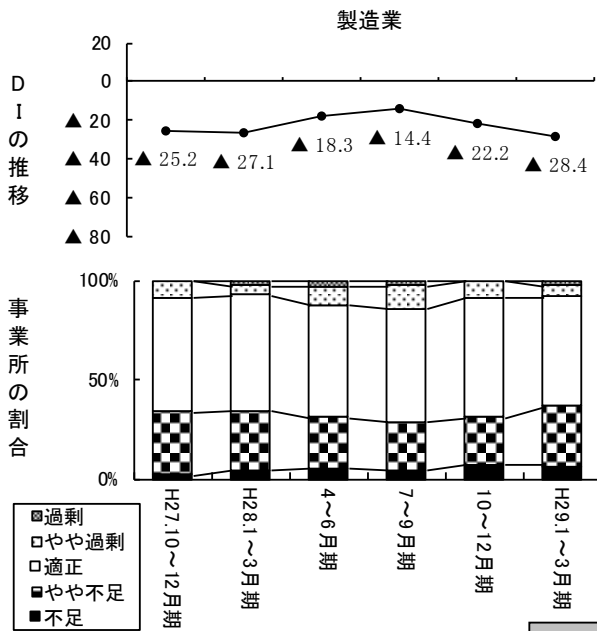 製造業
DIの推移
20
0
▲ 20
▲ 40
▲ 60
▲ 80
▲ 25.2
▲ 27.1
▲ 18.3
▲ 14.4
▲ 22.2
▲ 28.4
事業所の割合
100%
50%
0%
H27.10～12月期
H28.1～3月期
4～6月期
7～9月期
10～12月期
H29.1～3月期
過剰
やや過剰
適正
やや不足
不足